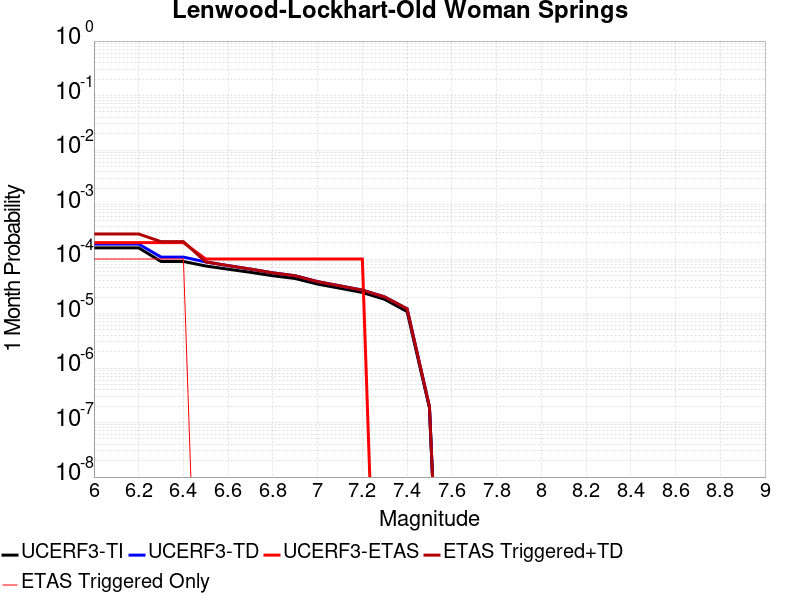 Lenwood-Lockhart-Old Woman Springs
1 Month Probability
10^0
10^-1
10^-2
10^-3
10^-4
10^-5
10^-6
10^-7
10^-8
6 6.2 6.4 6.6 6.8 7 7.2 7.4 7.6 7.8 8 8.2 8.4 8.6 8.8 9
Magnitude
UCERF3-TI UCERF3-TD UCERF3-ETAS ETAS Triggered+TD
ETAS Triggered Only